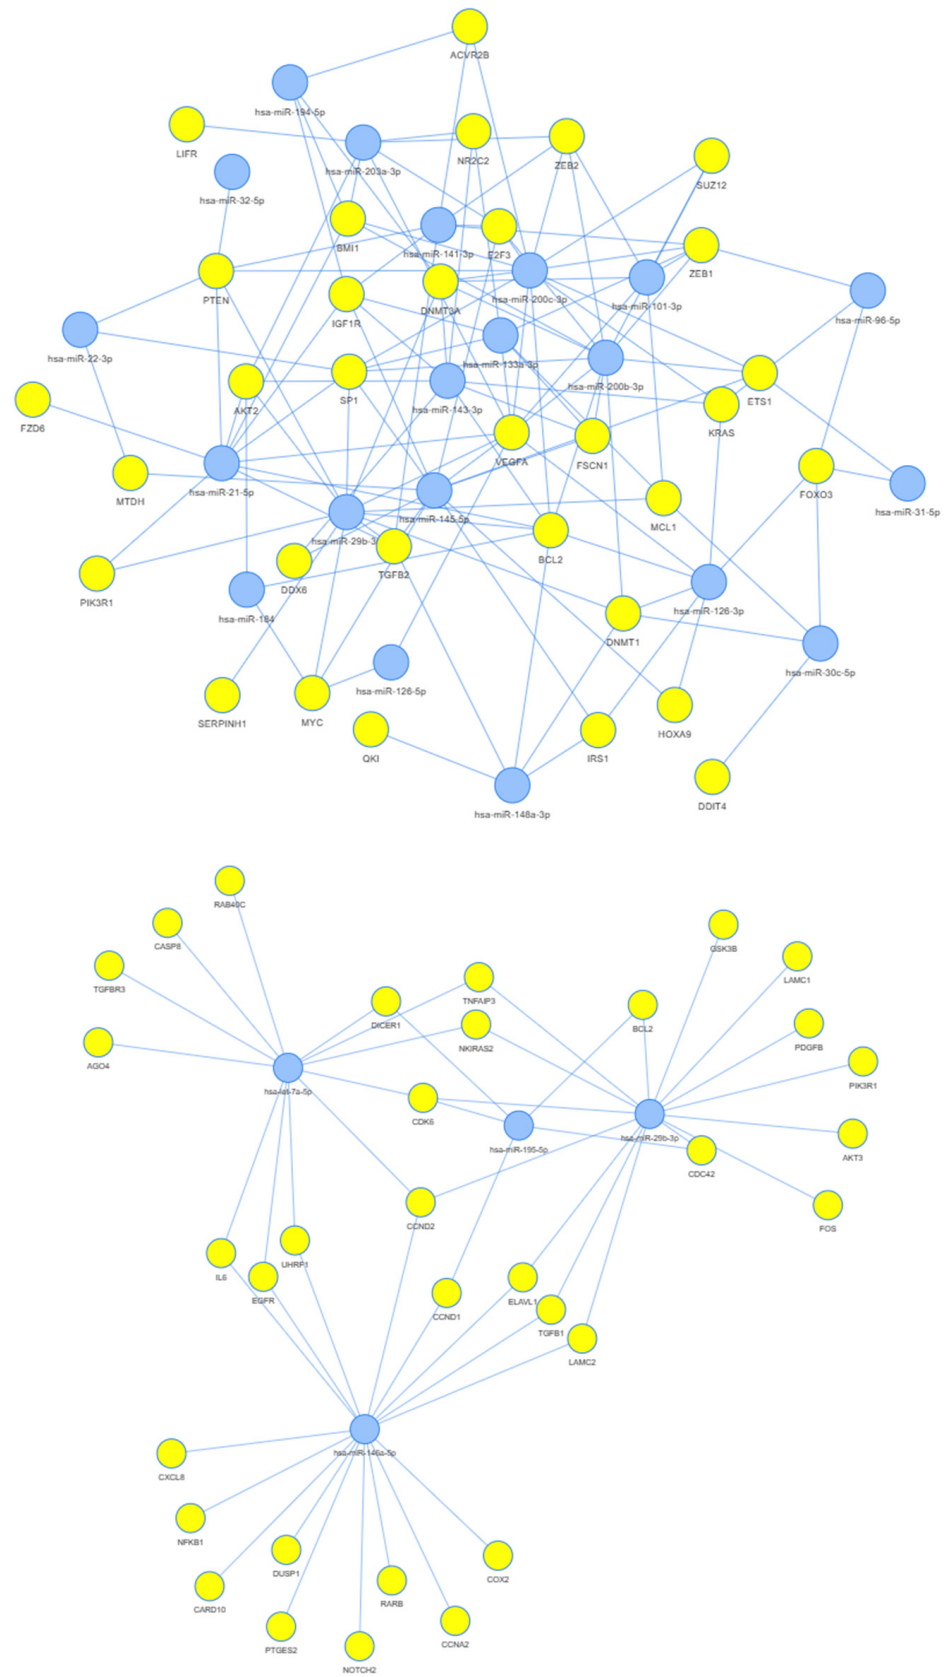 ACVR2B
hsa-miR-194-5p
LIFR
hsa-miR-203a-3p
NR2C2
ZEB2
SUZ12
hsa-miR-32-5p
BMI1
hsa-miR-141-3p
E2F3
ZEB1
PTEN
IGF1R
DNMT3A
hsa-miR-200c-3p
hsa-miR-101-3p
hsa-miR-96-5p
hsa-miR-22-3p
hsa-miR-133a-3p
hsa-miR-200b-3p
FZD6
AKT2
SP1
hsa-miR-143-3p
ETS1
KRAS
MTDH
hsa-miR-21-5p
VEGFA
FSCN1
FOXO3
hsa-miR-31-5p
hsa-miR-29b-3
hsa-miR-145-5p
MCL1
PIK3R1
DDX6
TGFB2
BCL2
hsa-miR-184
hsa-miR-126-3p
DNMT1
hsa-miR-30c-5p
SERPINH1
MYC
hsa-miR-126-5p
QKI
IRS1
HOXA9
DDIT4
hsa-miR-148a-3p
RAB40C
CASP8
GSK3B
TGFBR3
LAMC1
DICER1
TNFAIP3
BCL2
PDGFB
AGO4
NKIRAS2
PIK3R1
hsa-let-7a-5p
CDK6
hsa-miR-195-5p
hsa-miR-29b-3p
AKT3
CDC42
CCND2
FOS
IL6
EGFR
UHRF1
CCND1
ELAVL1
TGFB1
LAMC2
hsa-miR-146a-5p
CXCL8
NFKB1
DUSP1
COX2
CARD10
RARB
PTGES2
CCNA2
NOTCH2